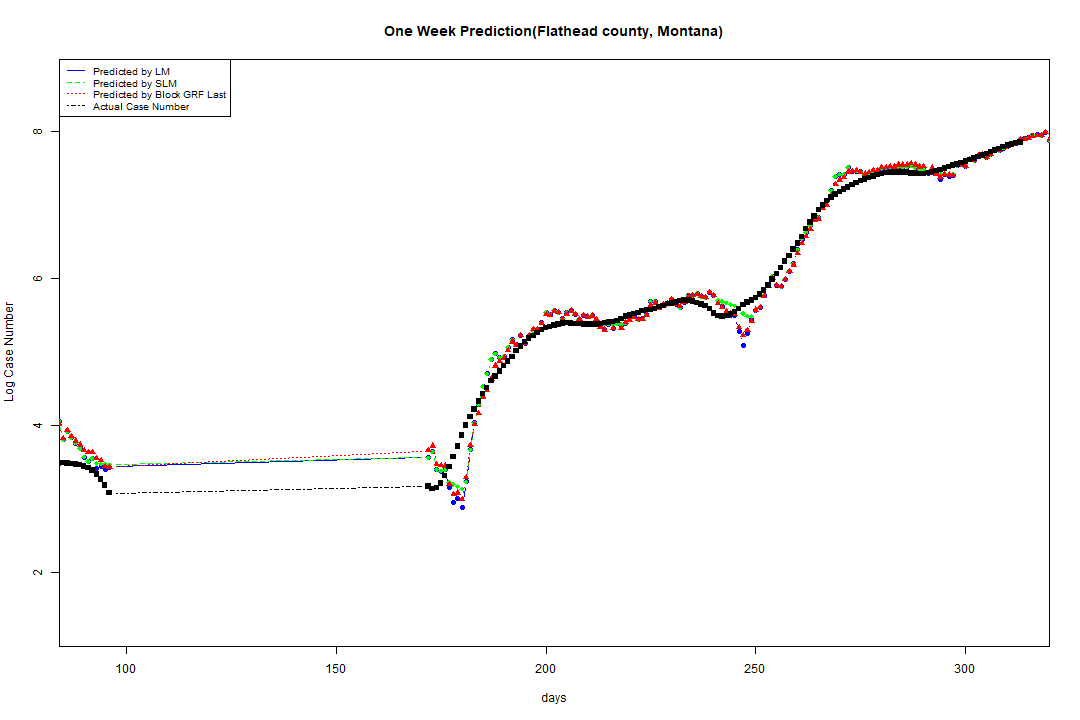 One Week Prediction(Flathead county, Montana)
Predicted by LM
Predicted by SLM
Predicted by Block GRF Last
Actual Case Number
8
6
4
2
Log Case Number
100 150 200 250 300
days